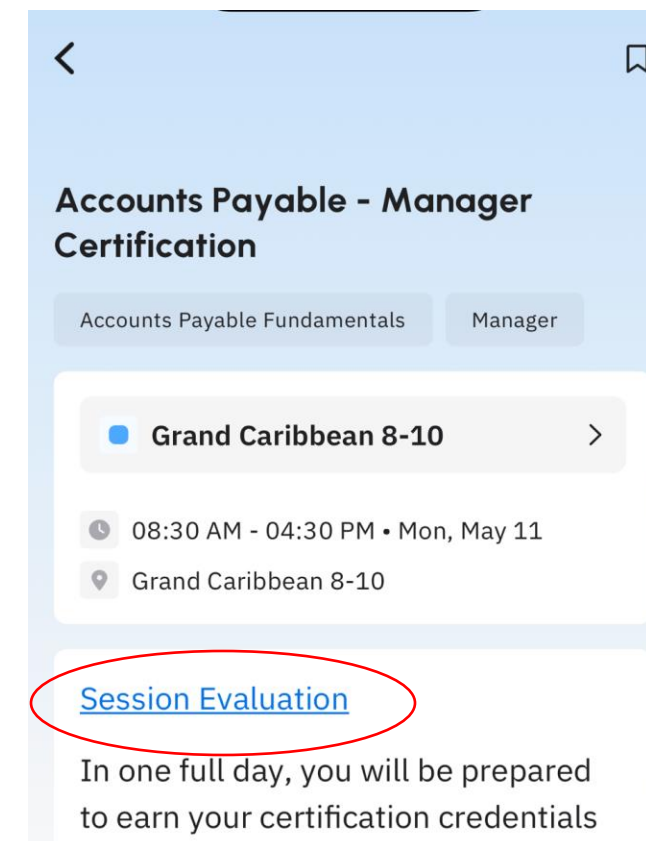 Accounts Payable - Manager
Certification
Accounts Payable Fundamentals Manager
Grand Caribbean 8-10
08:30 AM - 04:30 PM • Mon, May 11
Grand Caribbean 8-10
Session Evaluation
In one full day, you will be prepared
to earn your certification credentials